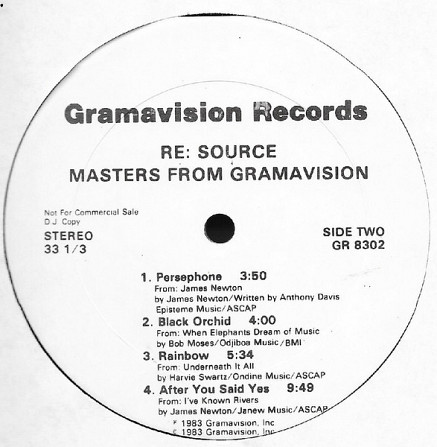 Gramavision Records
RE: SOURCE
MASTERS FROM GRAMAVISION
Not For Commercial Sale
D.J. Copy
STEREO
33 1/3
SIDE TWO
GR 8302
1. Persephone 3:50
From: James Newton
by James Newton/Written by Anthony Davis
Episteme Music/ASCAP
2. Black Orchid 4:00
From: When Elephants Dream of Music
by Bob Moses/Odjiboa Music/BMI
3. Rainbow 5:34
From: Underneath It All
by Harvie Swartz/Ondine Music/ASCAP
4. After You Said Yes 9:49
From: I've Known Rivers
by James Newton/Janew Music/ASCAP
℗ 1983 Gramavision, Inc
© 1983 Gramavision, Inc